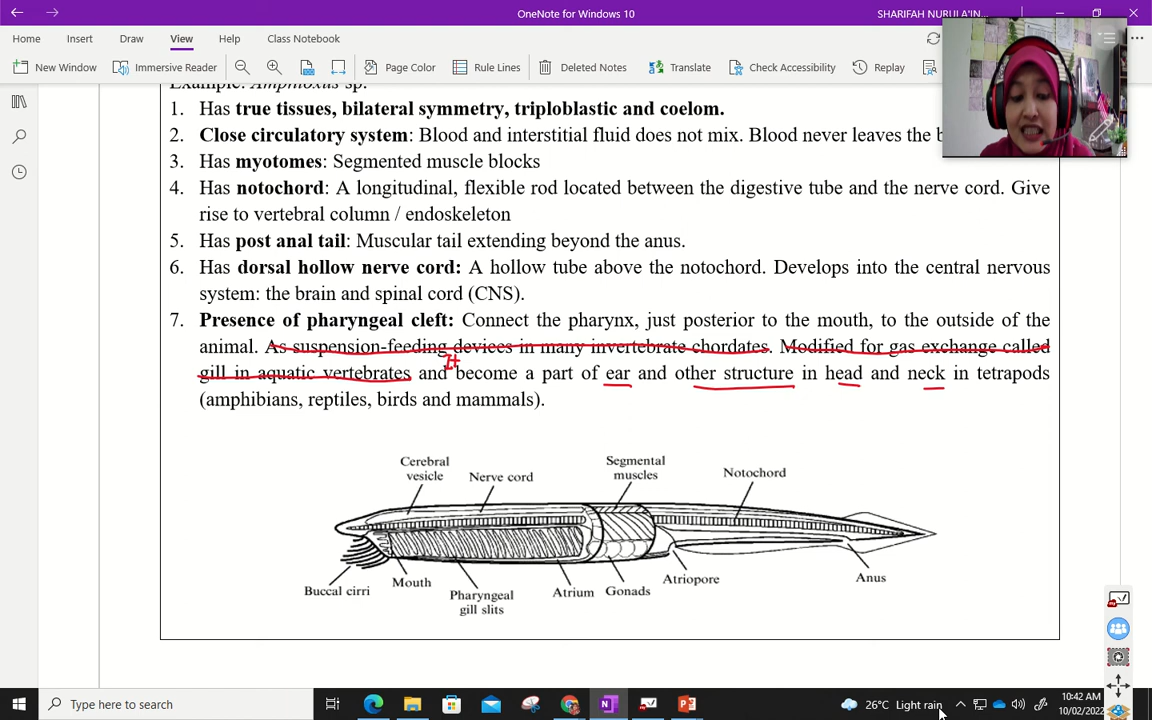 OneNote for Windows 10
SHARIFAH NURULA'IN...
Home Insert Draw View Help Class Notebook
New Window Immersive Reader Page Color Rule Lines Deleted Notes Translate Check Accessibility Replay
Example: Amphioxus sp.
1. Has true tissues, bilateral symmetry, triploblastic and coelom.
2. Close circulatory system: Blood and interstitial fluid does not mix. Blood never leaves the
3. Has myotomes: Segmented muscle blocks
4. Has notochord: A longitudinal, flexible rod located between the digestive tube and the nerve cord. Give
rise to vertebral column / endoskeleton
5. Has post anal tail: Muscular tail extending beyond the anus.
6. Has dorsal hollow nerve cord: A hollow tube above the notochord. Develops into the central nervous
system: the brain and spinal cord (CNS).
7. Presence of pharyngeal cleft: Connect the pharynx, just posterior to the mouth, to the outside of the
animal. As suspension-feeding devices in many invertebrate chordates. Modified for gas exchange called
It
gill in aquatic vertebrates and become a part of ear and other structure in head and neck in tetrapods
(amphibians, reptiles, birds and mammals).
Cerebral
vesicle
Nerve cord
Segmental
muscles
Notochord
Buccal cirri
Mouth
Pharyngeal
gill slits
Atrium
Gonads
Atriopore
Anus
Type here to search
26°C Light rain
10:42 AM
10/02/2022